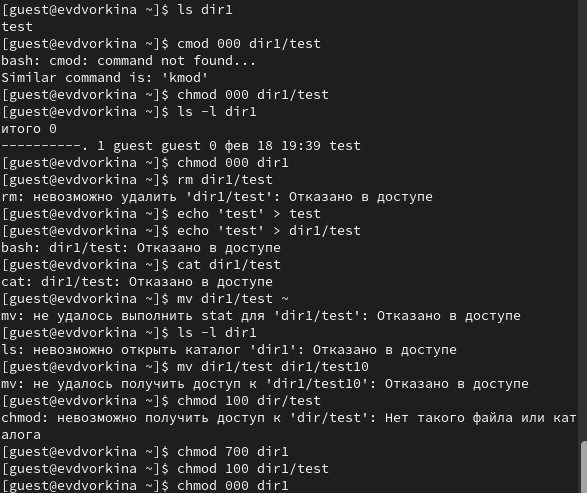 [guest@evdvorkina ~]$ ls dir1
test
[guest@evdvorkina ~]$ cmod 000 dir1/test
bash: cmod: command not found...
Similar command is: 'kmod'
[guest@evdvorkina ~]$ chmod 000 dir1/test
[guest@evdvorkina ~]$ ls -l dir1
итого 0
----------. 1 guest guest 0 фев 18 19:39 test
[guest@evdvorkina ~]$ chmod 000 dir1
[guest@evdvorkina ~]$ rm dir1/test
rm: невозможно удалить 'dir1/test': Отказано в доступе
[guest@evdvorkina ~]$ echo 'test' > test
[guest@evdvorkina ~]$ echo 'test' > dir1/test
bash: dir1/test: Отказано в доступе
[guest@evdvorkina ~]$ cat dir1/test
cat: dir1/test: Отказано в доступе
[guest@evdvorkina ~]$ mv dir1/test ~
mv: не удалось выполнить stat для 'dir1/test': Отказано в доступе
[guest@evdvorkina ~]$ ls -l dir1
ls: невозможно открыть каталог 'dir1': Отказано в доступе
[guest@evdvorkina ~]$ mv dir1/test dir1/test10
mv: не удалось получить доступ к 'dir1/test10': Отказано в доступе
[guest@evdvorkina ~]$ chmod 100 dir/test
chmod: невозможно получить доступ к 'dir/test': Нет такого файла или кат
алога
[guest@evdvorkina ~]$ chmod 700 dir1
[guest@evdvorkina ~]$ chmod 100 dir1/test
[guest@evdvorkina ~]$ chmod 000 dir1